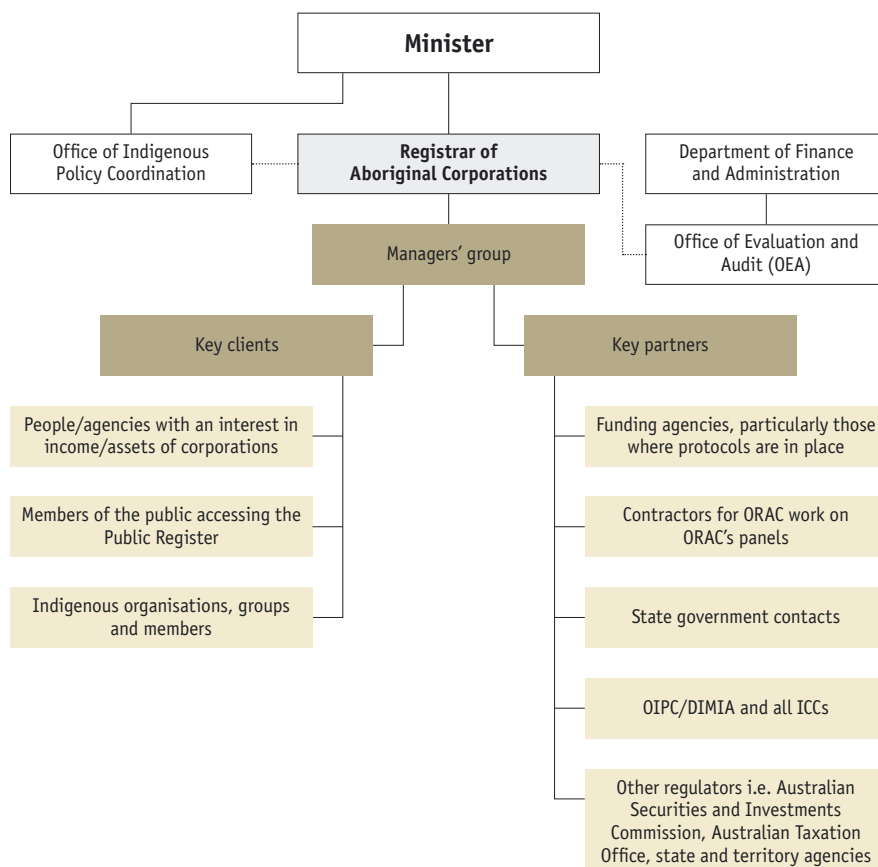 Minister
Office of Indigenous
Policy Coordination
Registrar of
Aboriginal Corporations
Department of Finance
and Administration
Office of Evaluation and
Audit (OEA)
Managers’ group
Key clients
Key partners
People/agencies with an interest in
income/assets of corporations
Members of the public accessing the
Public Register
Indigenous organisations, groups
and members
Funding agencies, particularly those
where protocols are in place
Contractors for ORAC work on
ORAC’s panels
State government contacts
OIPC/DIMIA and all ICCs
Other regulators i.e. Australian
Securities and Investments
Commission, Australian Taxation
Office, state and territory agencies